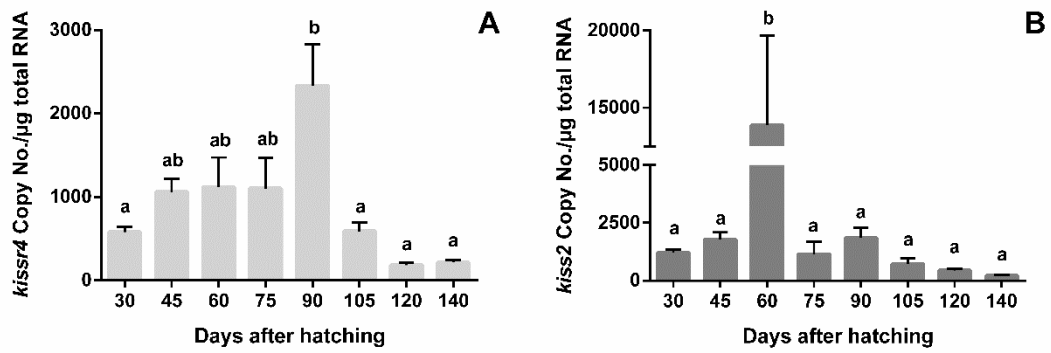 A
kissr4 Copy No./µg total RNA
3000
2000
1000
0
a
ab
ab
ab
b
a
a
a
30 45 60 75 90 105 120 140
Days after hatching
B
kiss2 Copy No./µg total RNA
20000
15000
5000
2500
0
a
a
b
a
a
a
a
a
30 45 60 75 90 105 120 140
Days after hatching